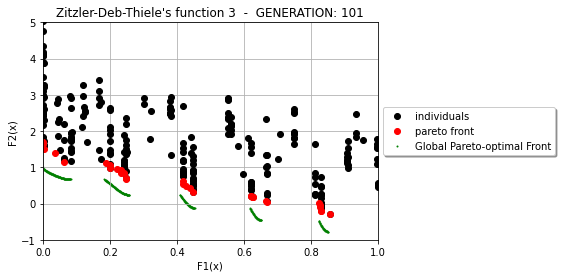 Zitzler-Deb-Thiele's function 3 - GENERATION: 101
5
4
3
2
1
0
−1
F2(x)
0.0 0.2 0.4 0.6 0.8 1.0
F1(x)
individuals
pareto front
Global Pareto-optimal Front